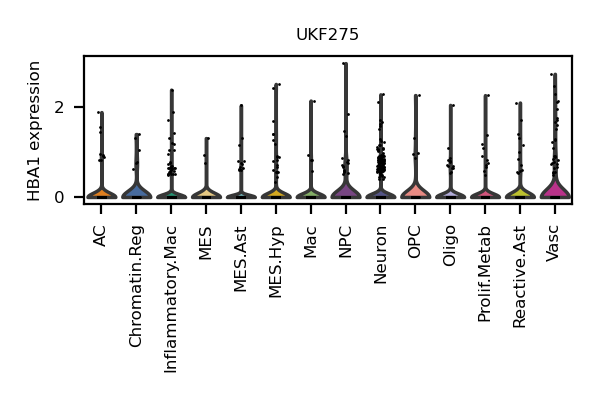 UKF275
HBA1 expression
2
0
AC
Chromatin.Reg
Inflammatory.Mac
MES
MES.Ast
MES.Hyp
Mac
NPC
Neuron
OPC
Oligo
Prolif.Metab
Reactive.Ast
Vasc